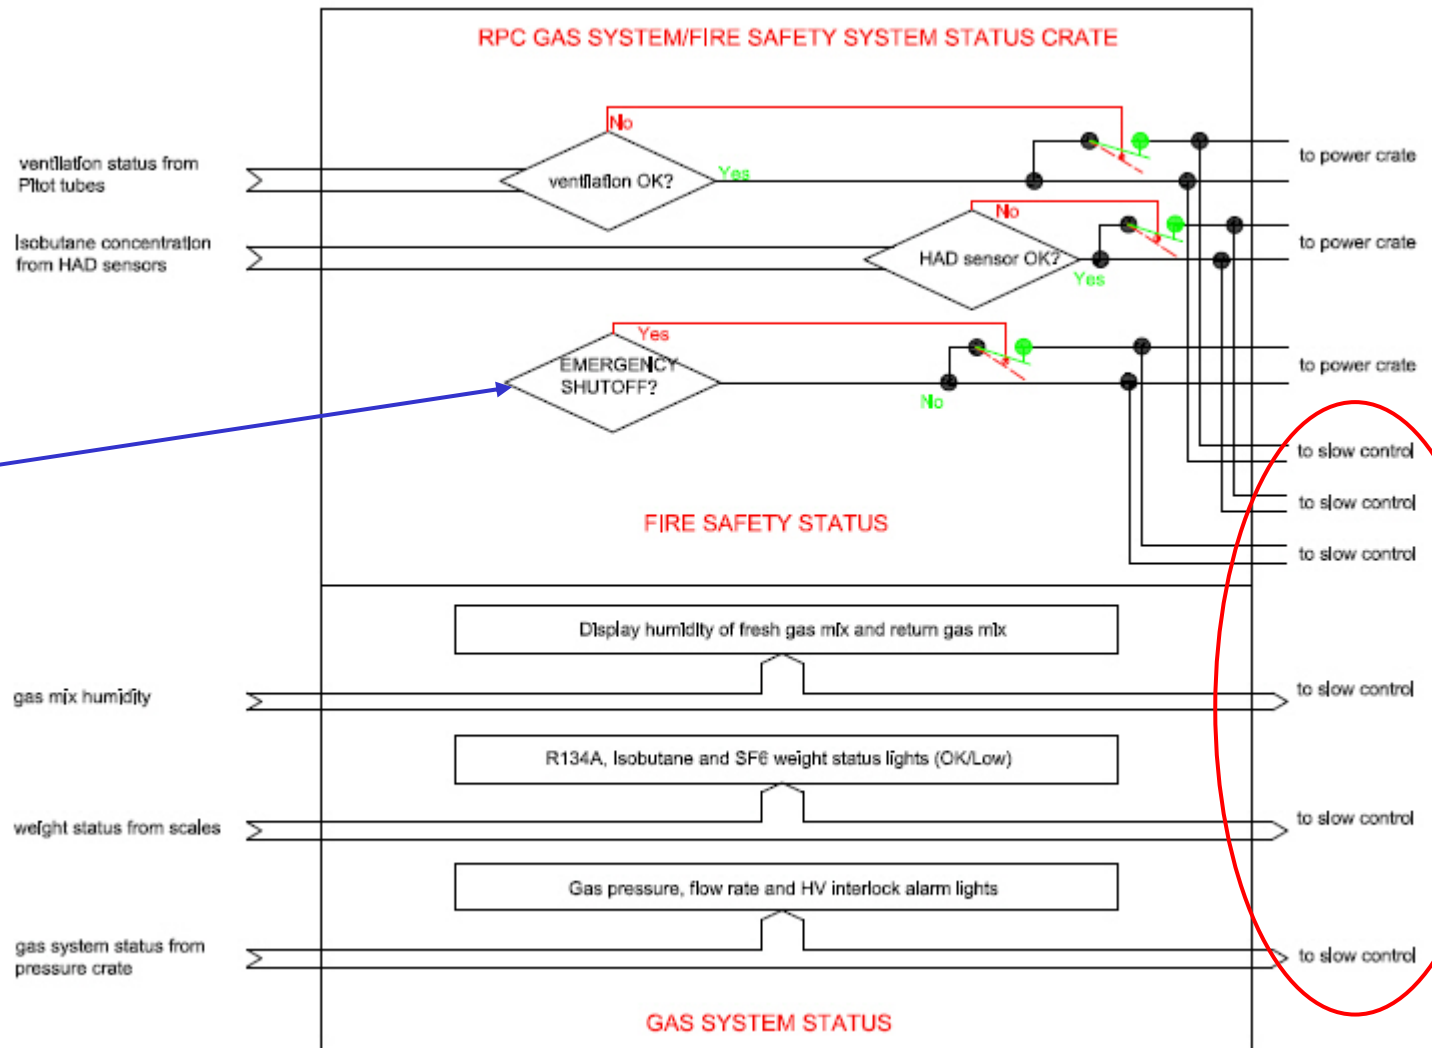 RPC GAS SYSTEM/FIRE SAFETY SYSTEM STATUS CRATE
No
ventilation status from
Pitot tubes
ventilation OK?
Yes
to power crate
No
Isobutane concentration
from HAD sensors
HAD sensor OK?
Yes
to power crate
Yes
EMERGENCY
SHUTOFF?
No
to power crate
to slow control
to slow control
FIRE SAFETY STATUS
to slow control
Display humidity of fresh gas mix and return gas mix
gas mix humidity
to slow control
R134A, Isobutane and SF6 weight status lights (OK/Low)
weight status from scales
to slow control
Gas pressure, flow rate and HV interlock alarm lights
gas system status from
pressure crate
to slow control
GAS SYSTEM STATUS